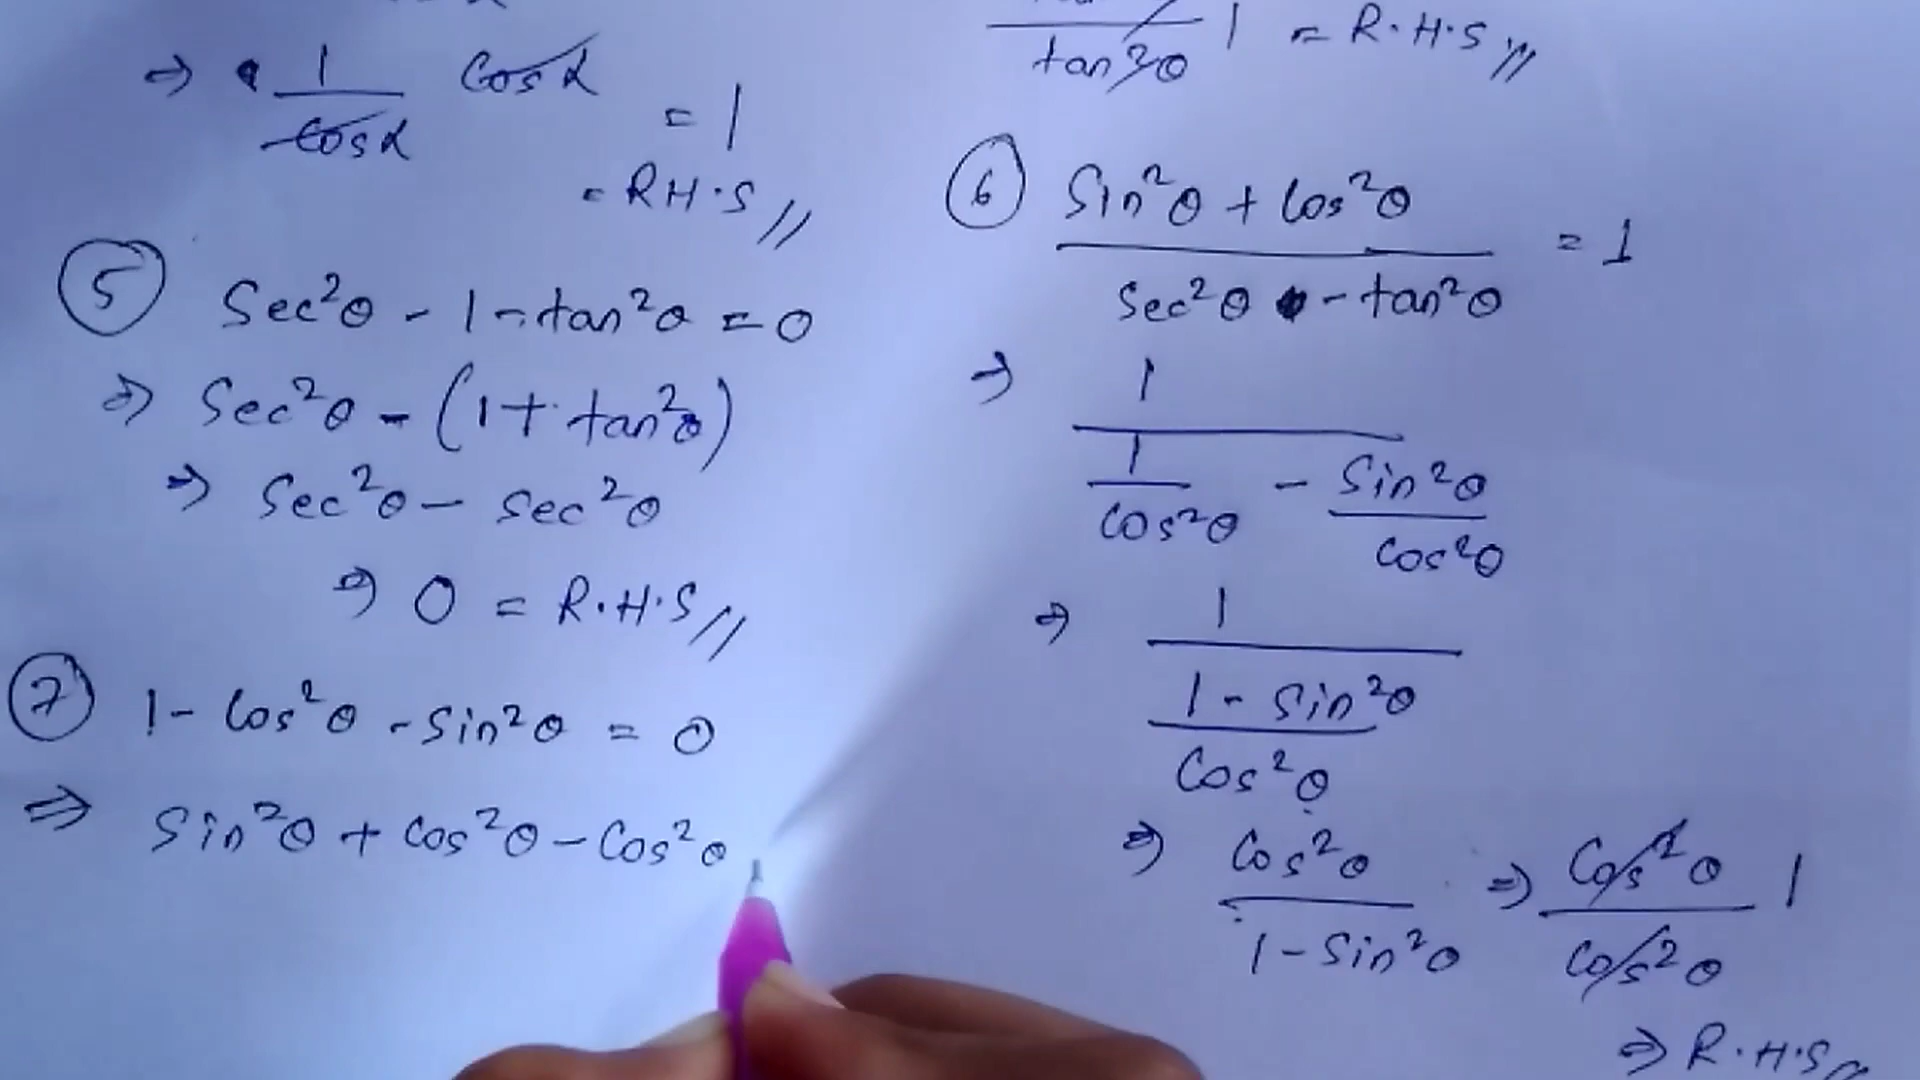 ⇒ 1 cosα
cosα
= 1
= R.H.S //
⑤ Sec²θ - 1 - tan²θ = 0
⇒ Sec²θ - (1 + tan²θ)
⇒ Sec²θ - sec²θ
⇒ 0 = R.H.S //
⑦ 1 - Cos²θ - sin²θ = 0
⇒ Sin²θ + cos²θ - Cos²θ
tan²θ 1 = R.H.S //
⑥ Sin²θ + Cos²θ
= 1
Sec²θ - tan²θ
⇒ 1
1 - Sin²θ
cos²θ cos²θ
⇒ 1
1 - Sin²θ
Cos²θ
⇒ Cos²θ ⇒ Cos²θ 1
1 - Sin²θ Cos²θ
⇒ R.H.S //